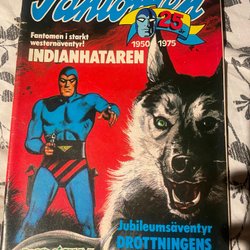 Fantomen
25
1950 1975
Fantomen i starkt
westernäventyr!
INDIANHATAREN
Jubileumsäventyr
DROTTNINGENS